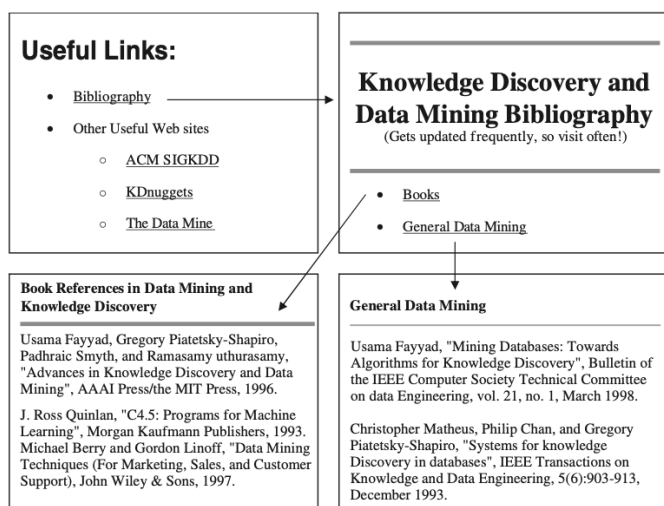 Useful Links:
• Bibliography
• Other Useful Web sites
o ACM SIGKDD
o KDnuggets
o The Data Mine
Knowledge Discovery and
Data Mining Bibliography
(Gets updated frequently, so visit often!)
• Books
• General Data Mining
Book References in Data Mining and
Knowledge Discovery
Usama Fayyad, Gregory Piatetsky-Shapiro,
Padhraic Smyth, and Ramasamy uthurasamy,
"Advances in Knowledge Discovery and Data
Mining", AAAI Press/the MIT Press, 1996.
J. Ross Quinlan, "C4.5: Programs for Machine
Learning", Morgan Kaufmann Publishers, 1993.
Michael Berry and Gordon Linoff, "Data Mining
Techniques (For Marketing, Sales, and Customer
Support), John Wiley & Sons, 1997.
General Data Mining
Usama Fayyad, "Mining Databases: Towards
Algorithms for Knowledge Discovery", Bulletin of
the IEEE Computer Society Technical Committee
on data Engineering, vol. 21, no. 1, March 1998.
Christopher Matheus, Philip Chan, and Gregory
Piatetsky-Shapiro, "Systems for knowledge
Discovery in databases", IEEE Transactions on
Knowledge and Data Engineering, 5(6):903-913,
December 1993.